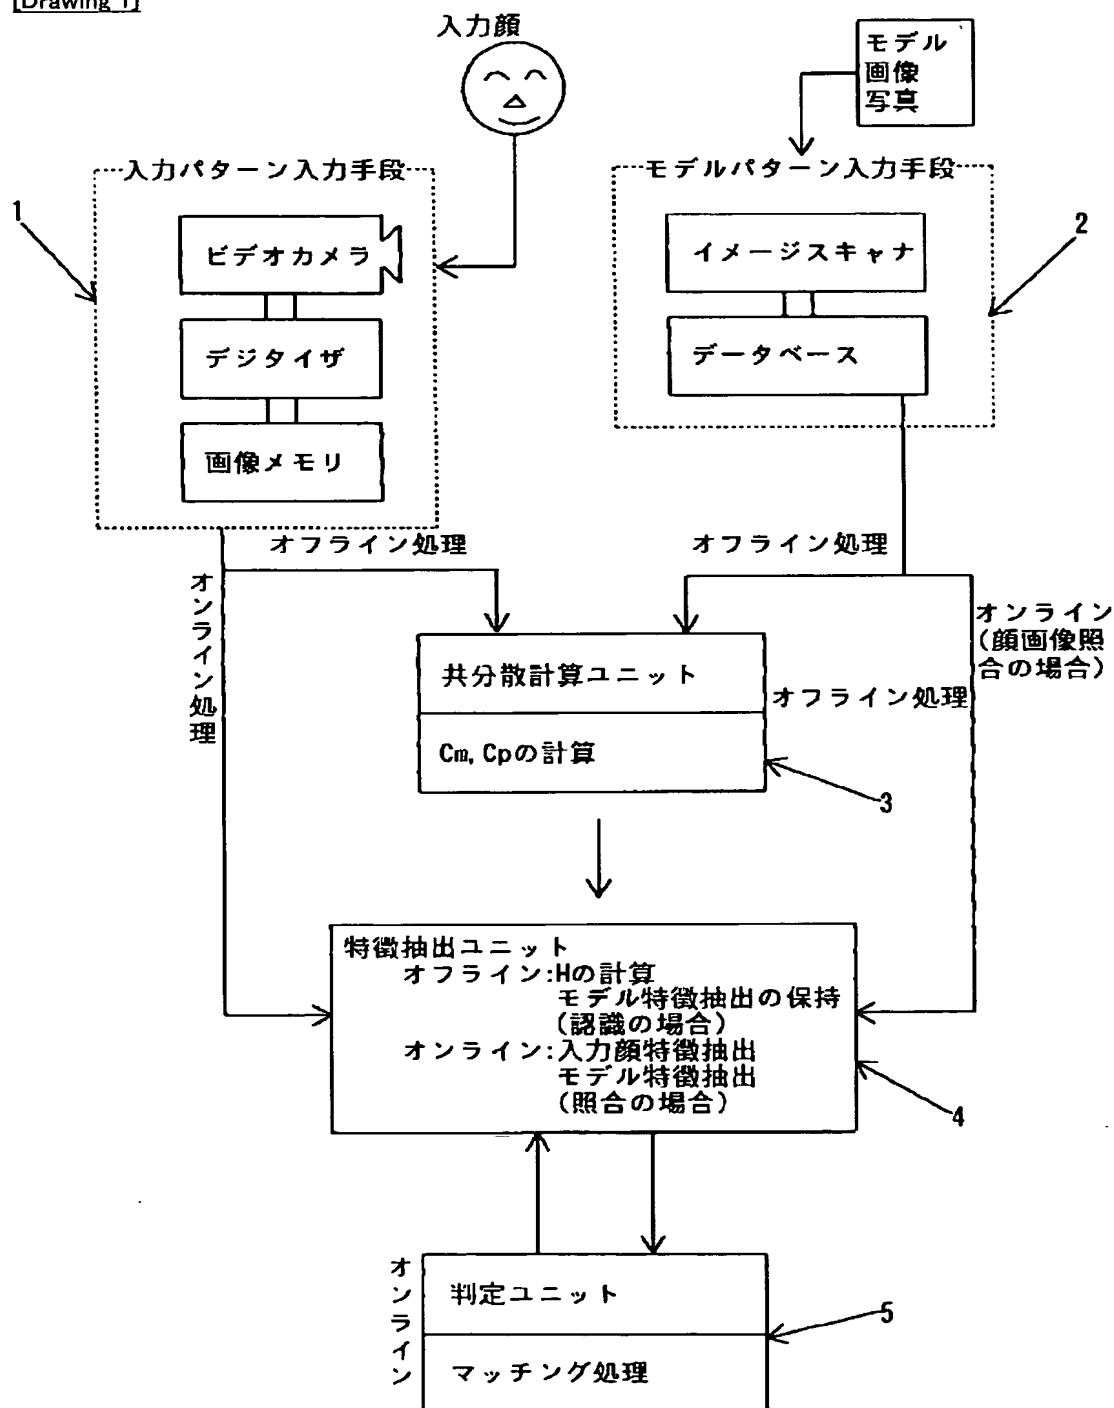 [Drawing 1]
入力顔
モデル
画像
写真
入力パターン入力手段
モデルパターン入力手段
1
2
ビデオカメラ
イメージスキャナ
デジタイザ
データベース
画像メモリ
オフライン処理
オフライン処理
オンライン処理
オンライン
(顔画像照
合の場合)
共分散計算ユニット
オフライン処理
Cm,Cpの計算
3
特徴抽出ユニット
オフライン:Hの計算
モデル特徴抽出の保持
(認識の場合)
オンライン:入力顔特徴抽出
モデル特徴抽出
(照合の場合)
4
オンライン
判定ユニット
5
マッチング処理